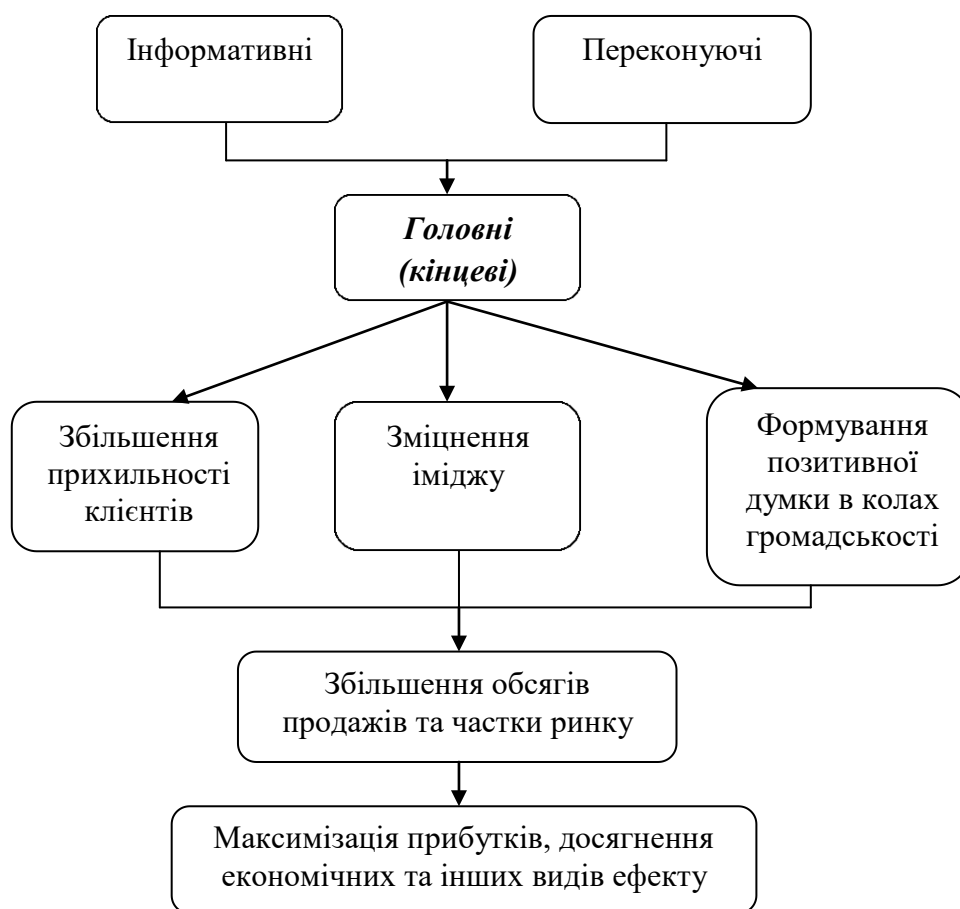 Інформативні
Переконуючі
Головні
(кінцеві)
Збільшення
прихильності
клієнтів
Зміцнення
іміджу
Формування
позитивної
думки в колах
громадськості
Збільшення обсягів
продажів та частки ринку
Максимізація прибутків, досягнення
економічних та інших видів ефекту